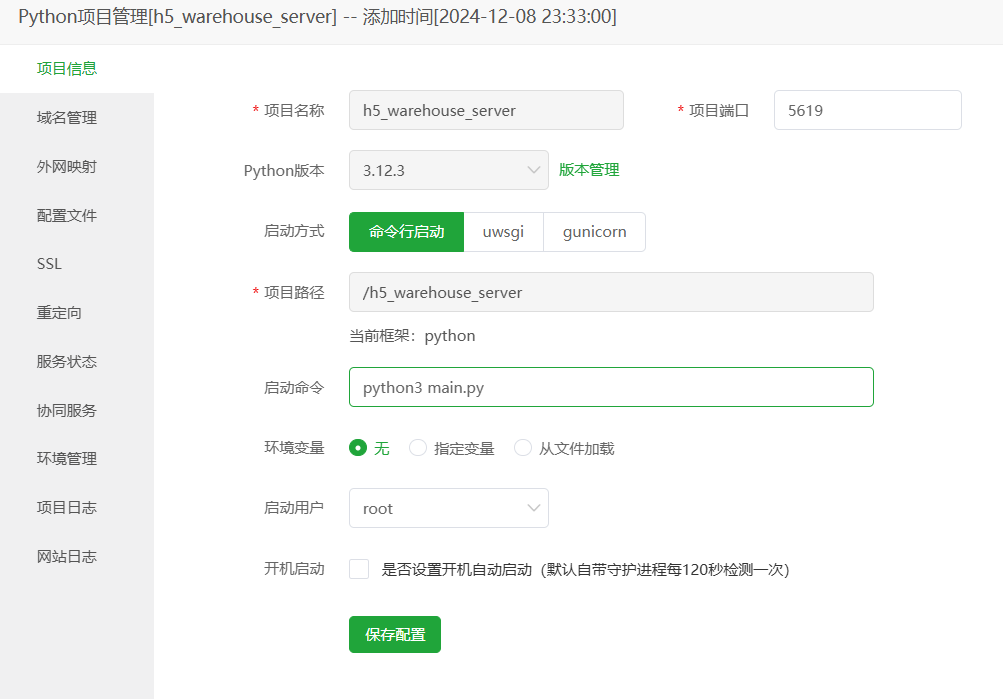 Python项目管理[h5_warehouse_server] -- 添加时间[2024-12-08 23:33:00]
项目信息
域名管理
外网映射
配置文件
SSL
重定向
服务状态
协同服务
环境管理
项目日志
网站日志
* 项目名称 h5_warehouse_server * 项目端口 5619
Python版本 3.12.3 版本管理
启动方式 命令行启动 uwsgi gunicorn
* 项目路径 /h5_warehouse_server
当前框架：python
启动命令 python3 main.py
环境变量 无 指定变量 从文件加载
启动用户 root
开机启动 是否设置开机自动启动（默认自带守护进程每120秒检测一次）
保存配置